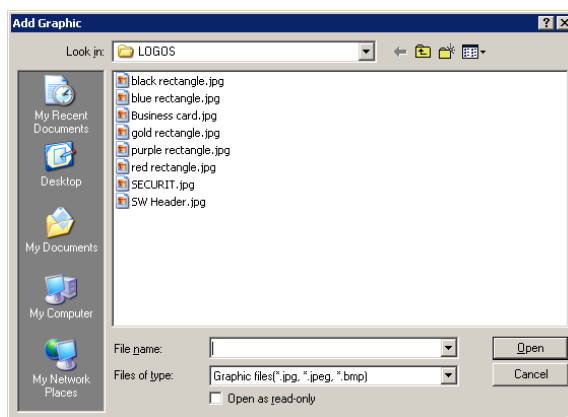 Add Graphic
Look in: LOGOS
My Recent
Documents
Desktop
My Documents
My Computer
My Network
Places
black rectangle.jpg
blue rectangle.jpg
Business card.jpg
gold rectangle.jpg
purple rectangle.jpg
red rectangle.jpg
SECURIT.jpg
SW Header.jpg
File name:
Open
Files of type: Graphic files(*.jpg, *.jpeg, *.bmp)
Cancel
Open as read-only